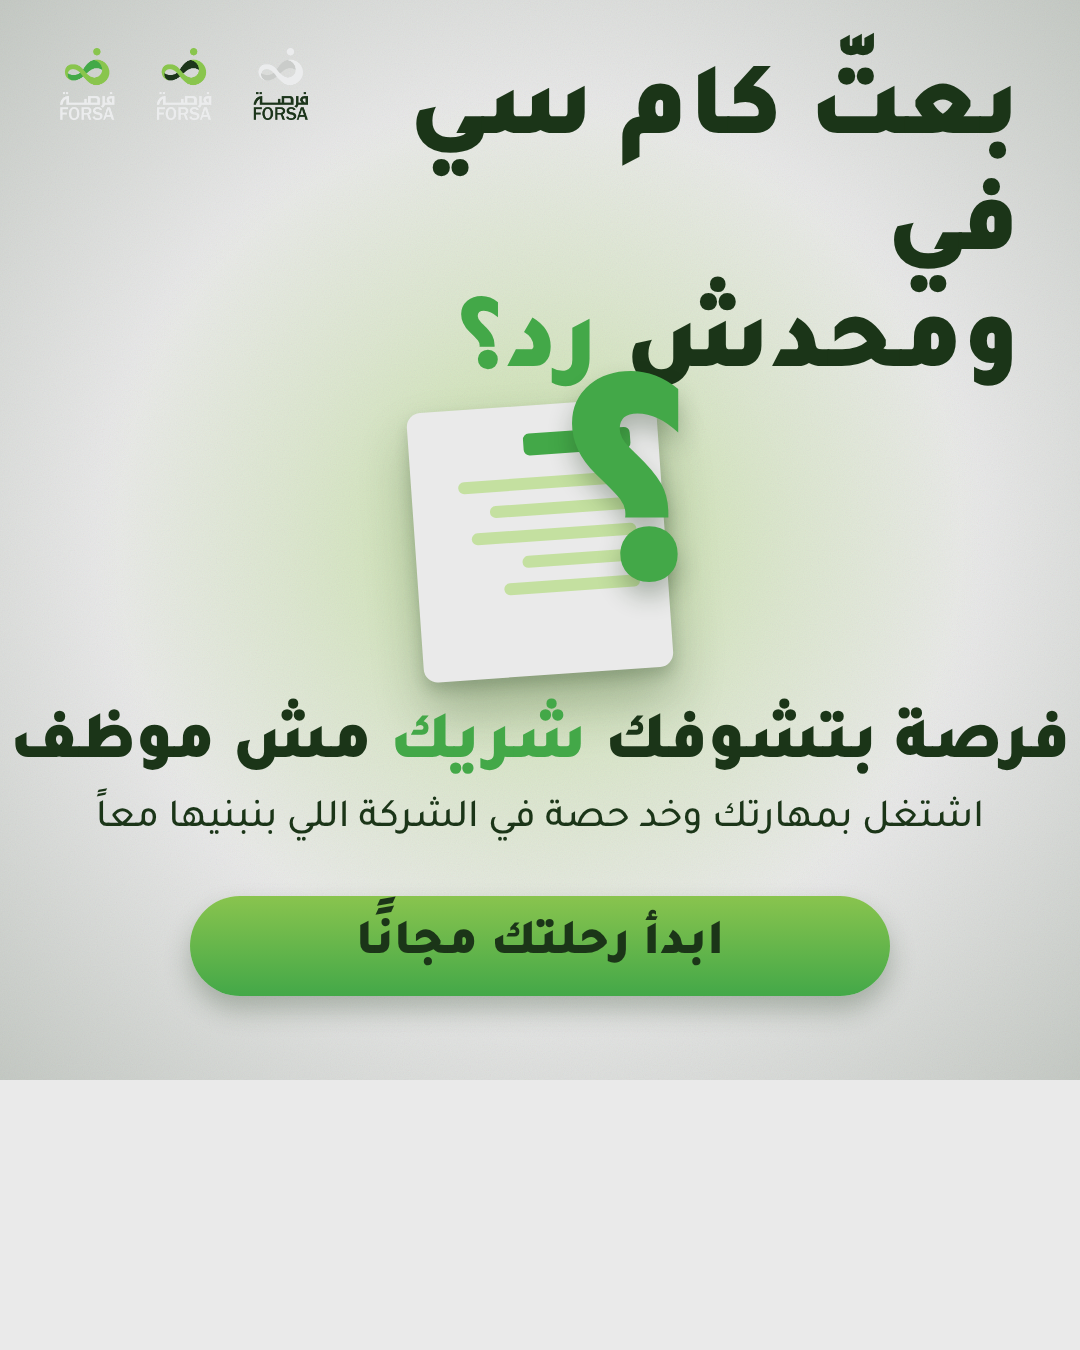 فرصة
FORSA
فرصة
FORSA
فرصة
FORSA
بعتّ كام سي
في
ومحدش رد؟
؟
فرصة بتشوفك شريك مش موظف
اشتغل بمهارتك وخد حصة في الشركة اللي بنبنيها معاً
ابدأ رحلتك مجانًا